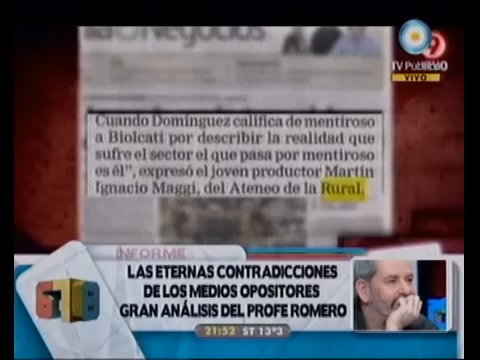 Negocios
TV Pública
VIVO
Cuando Domínguez califica de mentiroso
a Biolcati por describir la realidad que
sufre el sector el que pasa por mentiroso
es él”, expresó el joven productor Martín
Ignacio Maggi, del Ateneo de la Rural.
INFORME
LAS ETERNAS CONTRADICCIONES
DE LOS MEDIOS OPOSITORES
GRAN ANÁLISIS DEL PROFE ROMERO
21:52 ST 13°3